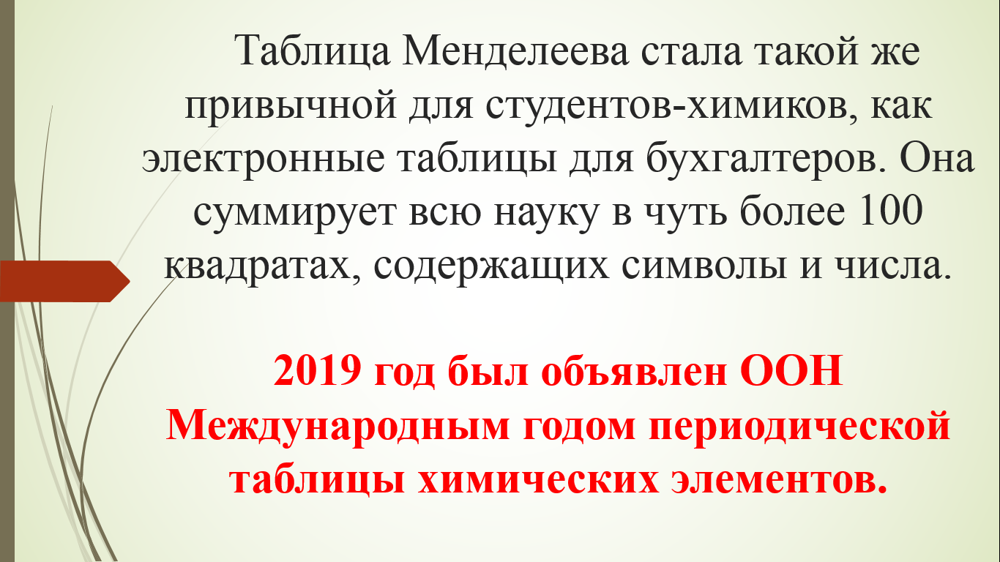 Таблица Менделеева стала такой же
привычной для студентов-химиков, как
электронные таблицы для бухгалтеров. Она
суммирует всю науку в чуть более 100
квадратах, содержащих символы и числа.
2019 год был объявлен ООН
Международным годом периодической
таблицы химических элементов.